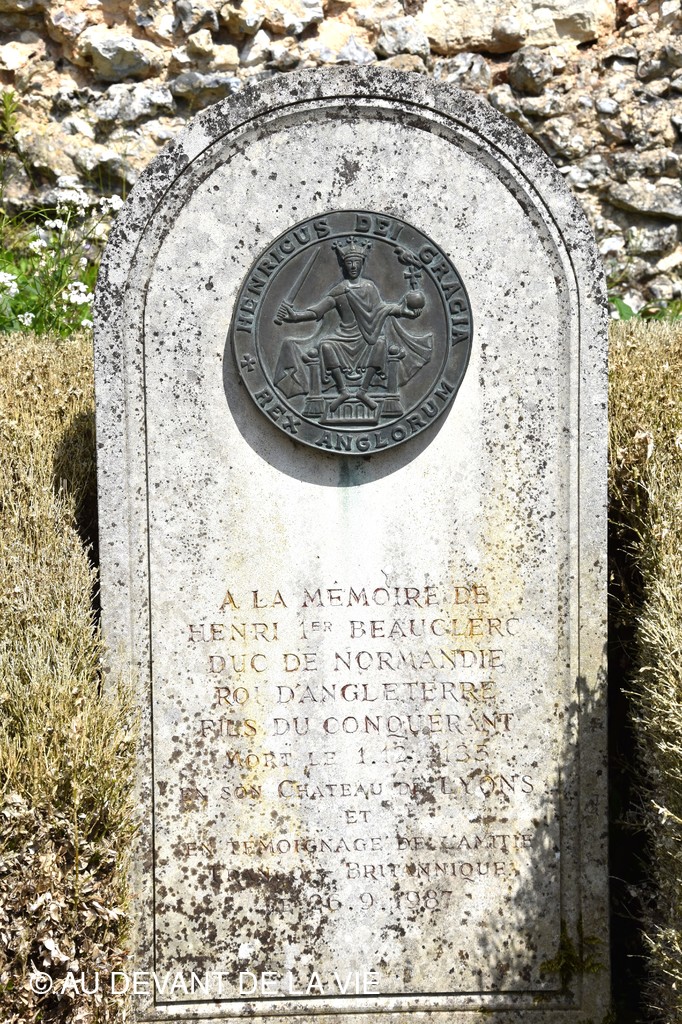 HENRICUS DEI GRACIA
REX ANGLORUM
A LA MÉMOIRE DE
HENRI 1ER BEAUCLERC
DUC DE NORMANDIE
ROI D'ANGLETERRE
FILS DU CONQUÉRANT
MORT LE 1.12.1135
EN SON CHATEAU DE LYONS
ET
EN TÉMOIGNAGE DE L'AMITIÉ
BRITANNIQUE
26.9.1987
© AU DEVANT DE LA VIE